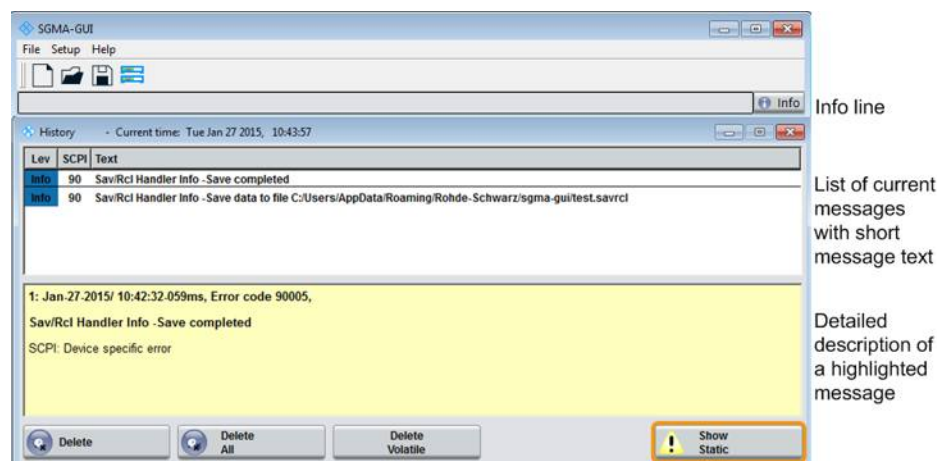 SGMA-GUI
File Setup Help
Info
Info line
History - Current time: Tue Jan 27 2015, 10:43:57
Lev SCPI Text
Info 90 Sav/Rcl Handler Info -Save completed
Info 90 Sav/Rcl Handler Info -Save data to file C:/Users/AppData/Roaming/Rohde-Schwarz/sgma-gui/test.savrcl
List of current
messages
with short
message text
1: Jan-27-2015/ 10:42:32-059ms, Error code 90005,
Sav/Rcl Handler Info -Save completed
SCPI: Device specific error
Detailed
description of
a highlighted
message
Delete
Delete
All
Delete
Volatile
Show
Static